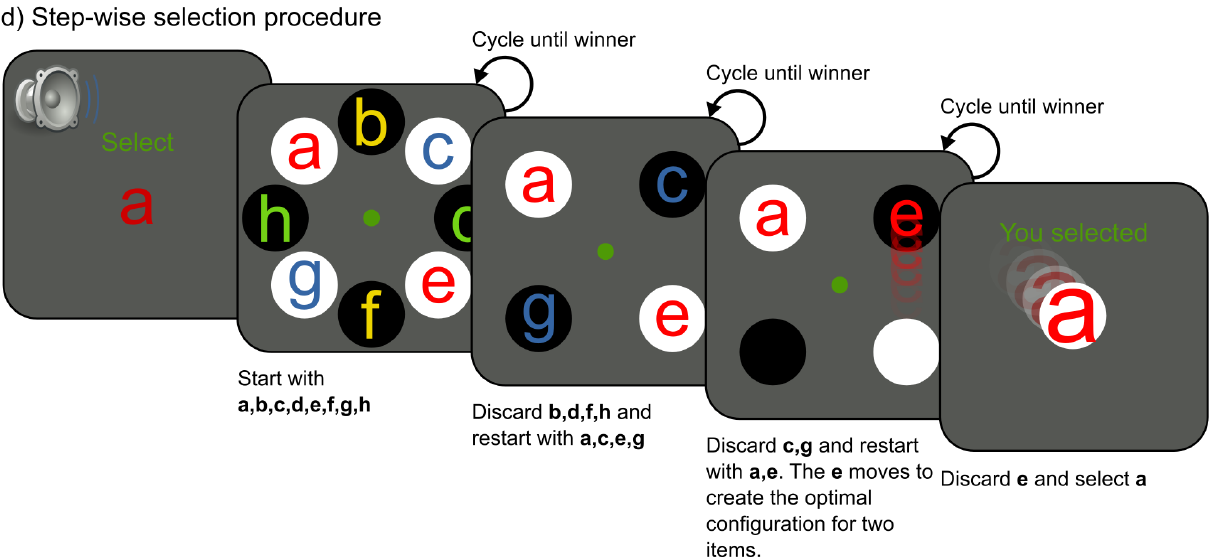 d) Step-wise selection procedure
Select
a
Cycle until winner
b
a
c
h
d
g
e
f
Start with
a,b,c,d,e,f,g,h
Cycle until winner
a
c
g
e
Discard b,d,f,h and
restart with a,c,e,g
Cycle until winner
a
e
Discard c,g and restart
with a,e. The e moves to
create the optimal
configuration for two
items.
You selected
a
Discard e and select a